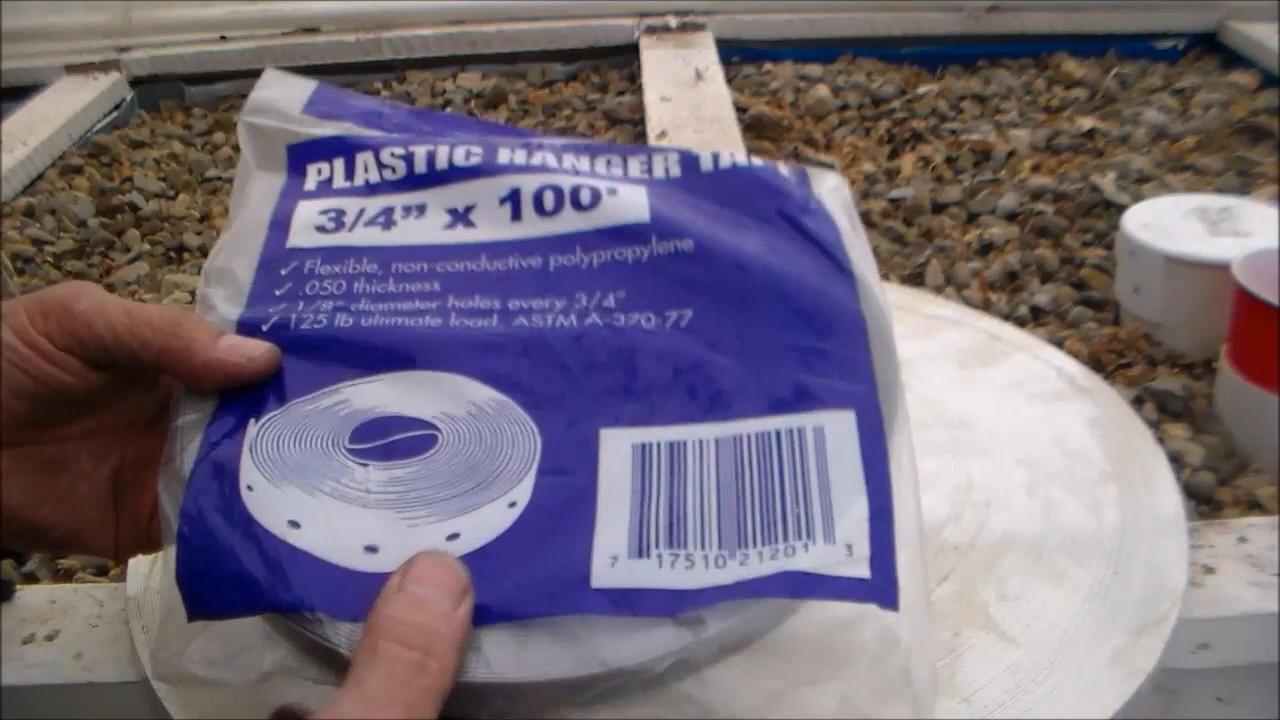 PLASTIC HANGER TAPE
3/4” x 100'
✓ Flexible, non-conductive polypropylene
✓ .050 thickness
✓ 1/8" diameter holes every 3/4"
✓ 125 lb ultimate load. ASTM A-370-77
7 17510 21201 3